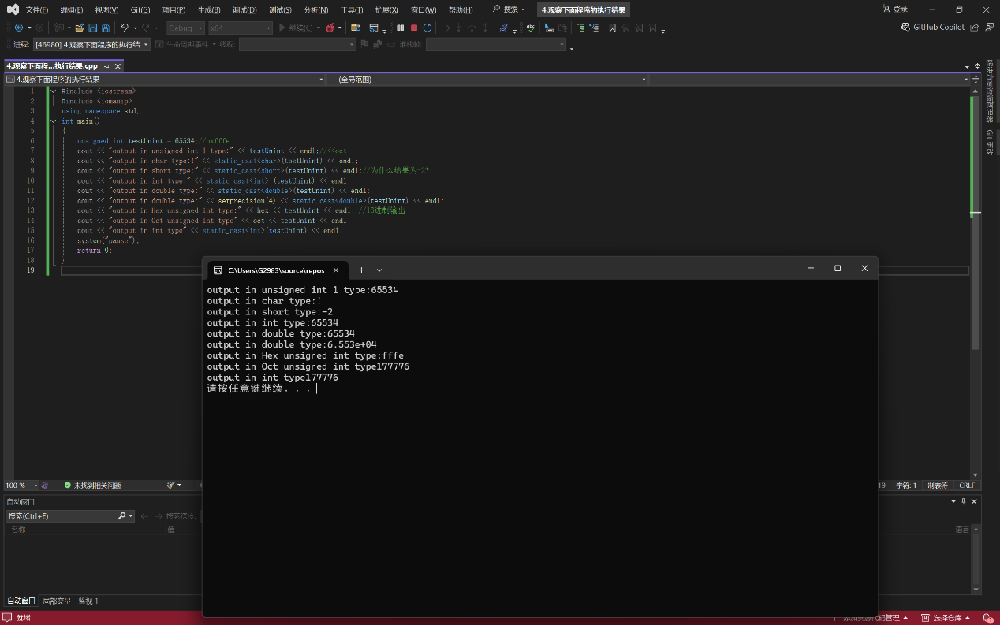 文件(F) 编辑(E) 视图(V) Git(G) 项目(P) 生成(B) 调试(D) 测试(S) 分析(N) 工具(T) 扩展(X) 窗口(W) 帮助(H) 搜索 4.观察下面程序的执行结果 登录
Debug x64 继续(C) GitHub Copilot
进程: [46980] 4.观察下面程序的执行结 生命周期事件 线程: 堆栈帧:
4.观察下面程...执行结果.cpp
4.观察下面程序的执行结果 (全局范围)
1 #include <iostream>
2 #include <iomanip>
3 using namespace std;
4 int main()
5 {
6 unsigned int testUnint = 65534;//oxfffe
7 cout << "output in unsigned int 1 type:" << testUnint << endl;//<<oct;
8 cout << "output in char type:!" << static_cast<char>(testUnint) << endl;
9 cout << "output in short type:" << static_cast<short>(testUnint) << endl;//为什么结果为-2?;
10 cout << "output in int type:" << static_cast<int> (testUnint) << endl;
11 cout << "output in double type:" << static_cast<double>(testUnint) << endl;
12 cout << "output in double type:" << setprecision(4) << static_cast<double>(testUnint) << endl;
13 cout << "output in Hex unsigned int type:" << hex << testUnint << endl; //16进制输出
14 cout << "output in Oct unsigned int type" << oct << testUnint << endl;
15 cout << "output in int type" << static_cast<int>(testUnint) << endl;
16 system("pause");
17 return 0;
18 }
19
C:\Users\G2983\source\repos
output in unsigned int 1 type:65534
output in char type:!
output in short type:-2
output in int type:65534
output in double type:65534
output in double type:6.553e+04
output in Hex unsigned int type:fffe
output in Oct unsigned int type177776
output in int type177776
请按任意键继续. . .
解决方案资源管理器
Git 更改
100 % 未找到相关问题 19 字符: 1 制表符 CRLF
自动窗口
搜索(Ctrl+E) 搜索深度:
名称 值 语言
自动窗口 局部变量 监视 1
就绪 添加到源代码管理 选择仓库 1